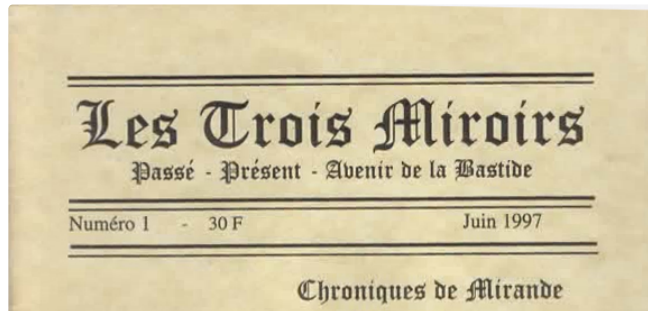 Les Trois Miroirs
Passé - Présent - Avenir de la Bastide
Numéro 1 - 30 F Juin 1997
Chroniques de Mirande